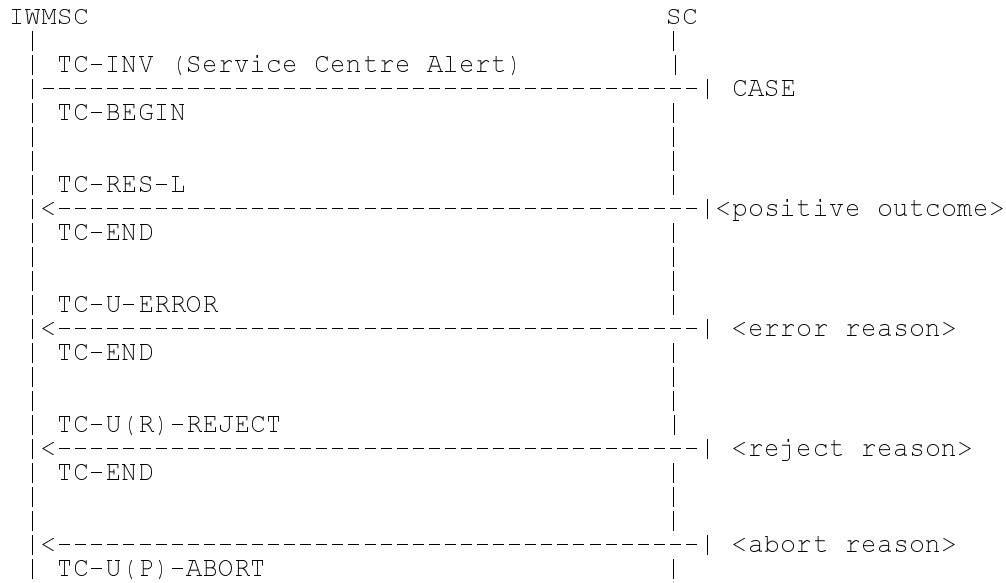 IWMSC SC
TC-INV (Service Centre Alert)
|------------------------------------------| CASE
TC-BEGIN
TC-RES-L
|<-----------------------------------------|<positive outcome>
TC-END
TC-U-ERROR
|<-----------------------------------------| <error reason>
TC-END
TC-U(R)-REJECT
|<-----------------------------------------| <reject reason>
TC-END
|<-----------------------------------------| <abort reason>
TC-U(P)-ABORT